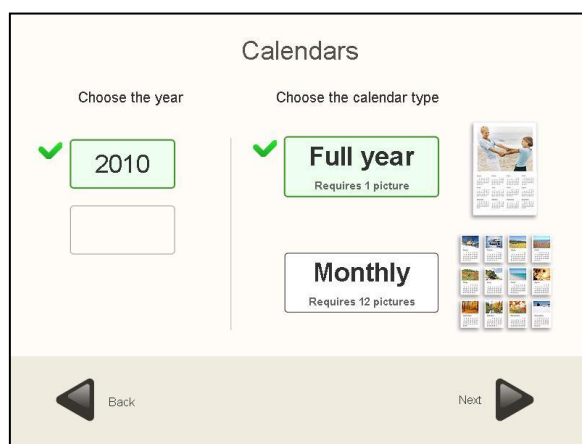 Calendars
Choose the year
Choose the calendar type
2010
Full year
Requires 1 picture
Monthly
Requires 12 pictures
Back
Next